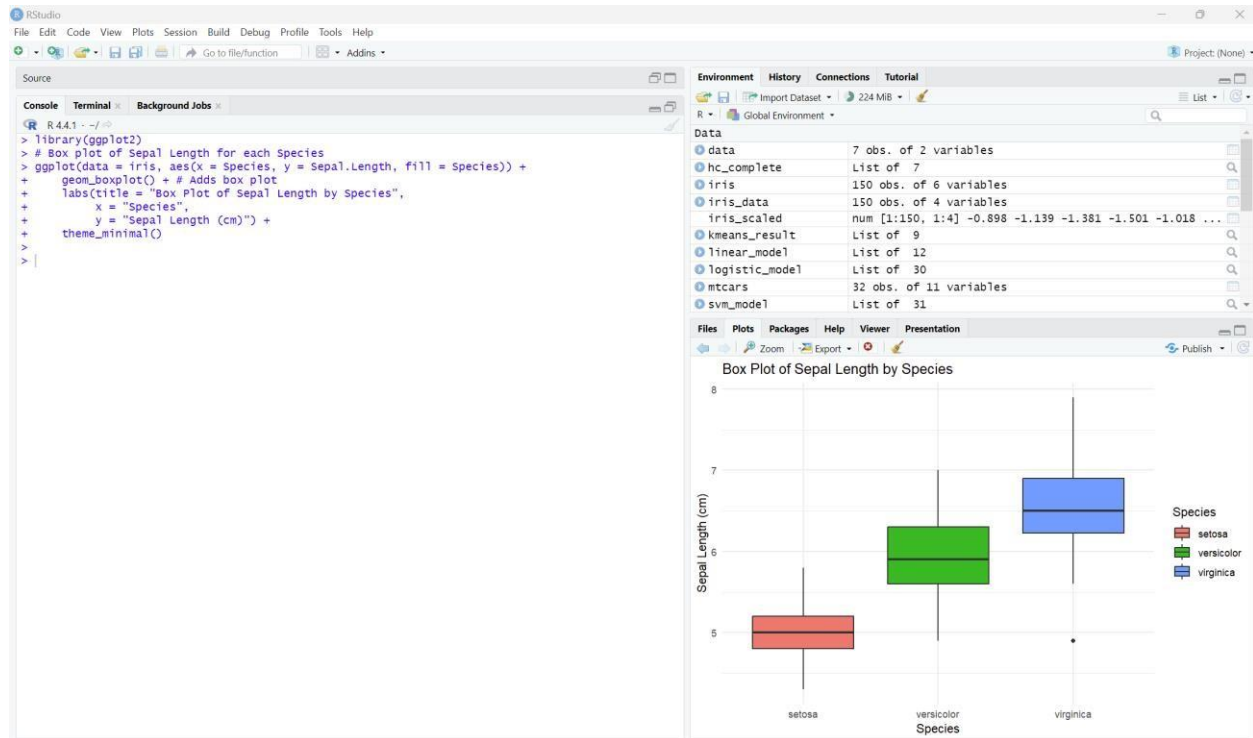 RStudio
File Edit Code View Plots Session Build Debug Profile Tools Help
Go to file/function Addins
Project: (None)
Source
Console Terminal Background Jobs
R R 4.4.1 · ~/
> library(ggplot2)
> # Box plot of Sepal Length for each Species
> ggplot(data = iris, aes(x = Species, y = Sepal.Length, fill = Species)) +
+     geom_boxplot() + # Adds box plot
+     labs(title = "Box Plot of Sepal Length by Species",
+          x = "Species",
+          y = "Sepal Length (cm)") +
+     theme_minimal()
>
>
Environment History Connections Tutorial
Import Dataset 224 MiB List
R Global Environment
Data
data 7 obs. of 2 variables
hc_complete List of 7
iris 150 obs. of 6 variables
iris_data 150 obs. of 4 variables
iris_scaled num [1:150, 1:4] -0.898 -1.139 -1.381 -1.501 -1.018 ...
kmeans_result List of 9
linear_model List of 12
logistic_model List of 30
mtcars 32 obs. of 11 variables
svm_model List of 31
Files Plots Packages Help Viewer Presentation
Zoom Export Publish
Box Plot of Sepal Length by Species
8
7
6
5
Sepal Length (cm)
setosa versicolor virginica
Species
Species
setosa
versicolor
virginica